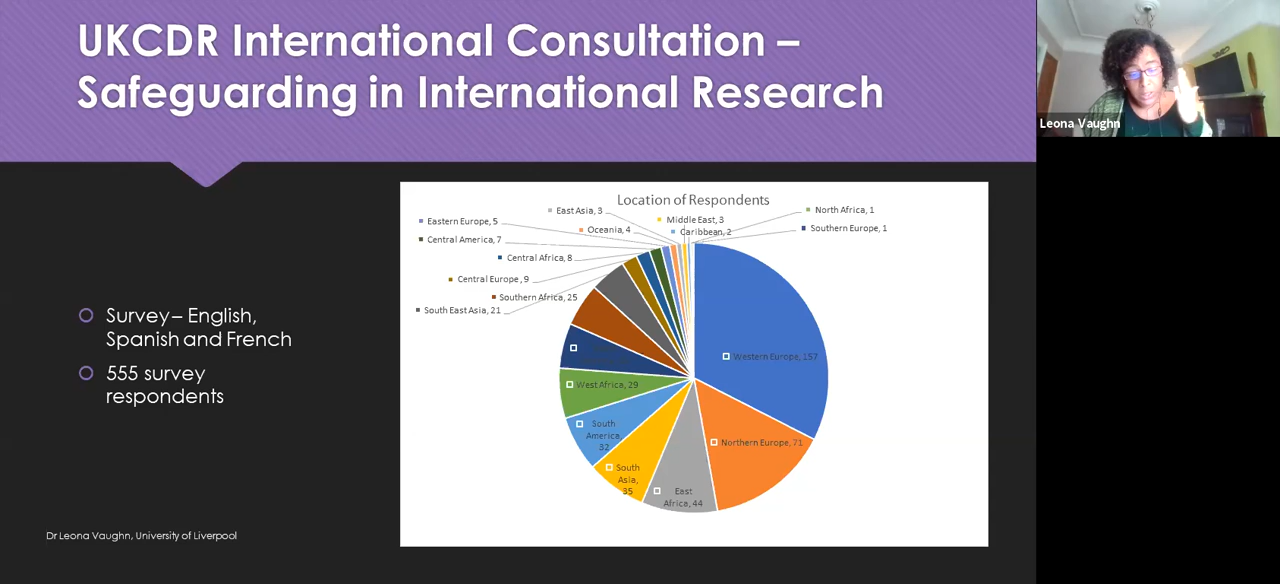 UKCDR International Consultation –
Safeguarding in International Research
Leona Vaughn
Survey – English,
Spanish and French
555 survey
respondents
Location of Respondents
East Asia, 3
Middle East, 3
North Africa, 1
Eastern Europe, 5
Oceania, 4
Caribbean, 2
Southern Europe, 1
Central America, 7
Central Africa, 8
Central Europe, 9
Southern Africa, 25
South East Asia, 21
Western Europe, 157
West Africa, 29
South
America,
32
Northern Europe, 71
South
Asia,
35
East
Africa, 44
Dr Leona Vaughn, University of Liverpool